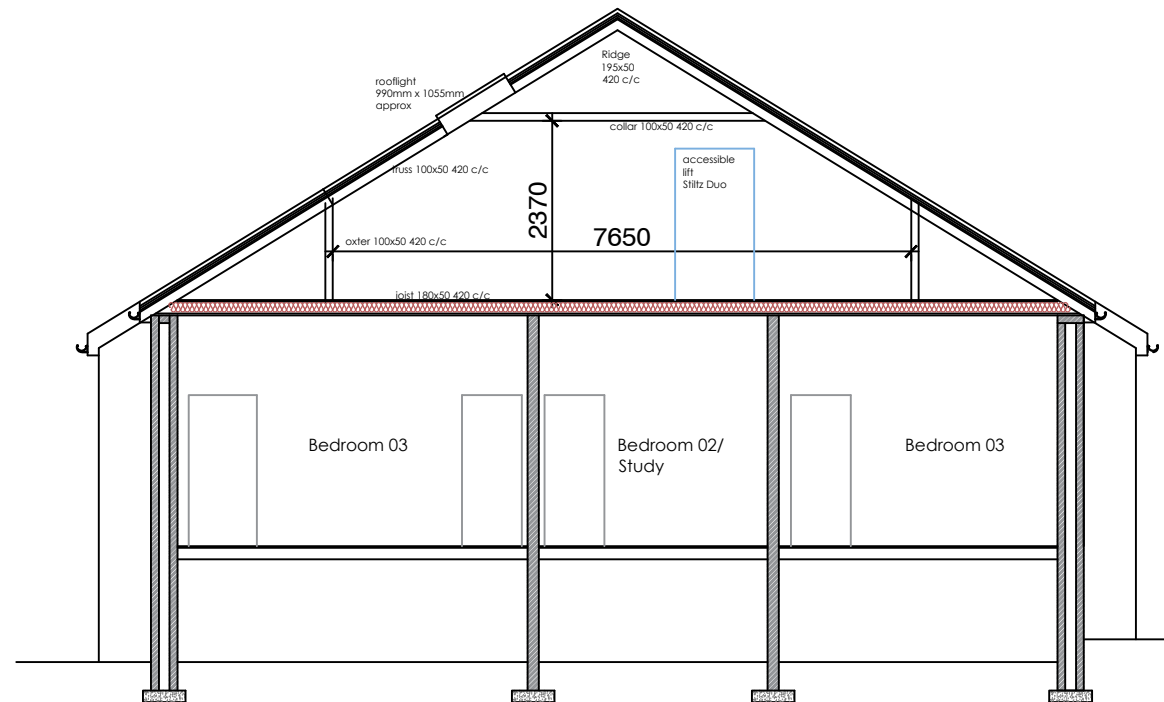 Ridge
195x50
420 c/c
rooflight
990mm x 1055mm
approx
collar 100x50 420 c/c
accessible
lift
Stiltz Duo
truss 100x50 420 c/c
2370
7650
oxter 100x50 420 c/c
joist 180x50 420 c/c
Bedroom 03
Bedroom 02/
Study
Bedroom 03